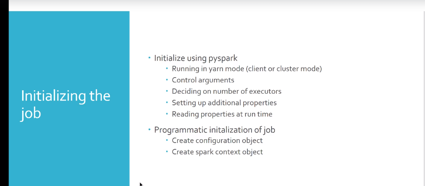 Initializing the
job
• Initialize using pyspark
• Running in yarn mode (client or cluster mode)
• Control arguments
• Deciding on number of executors
• Setting up additional properties
• Reading properties at run time
• Programmatic initalization of job
• Create configuration object
• Create spark context object